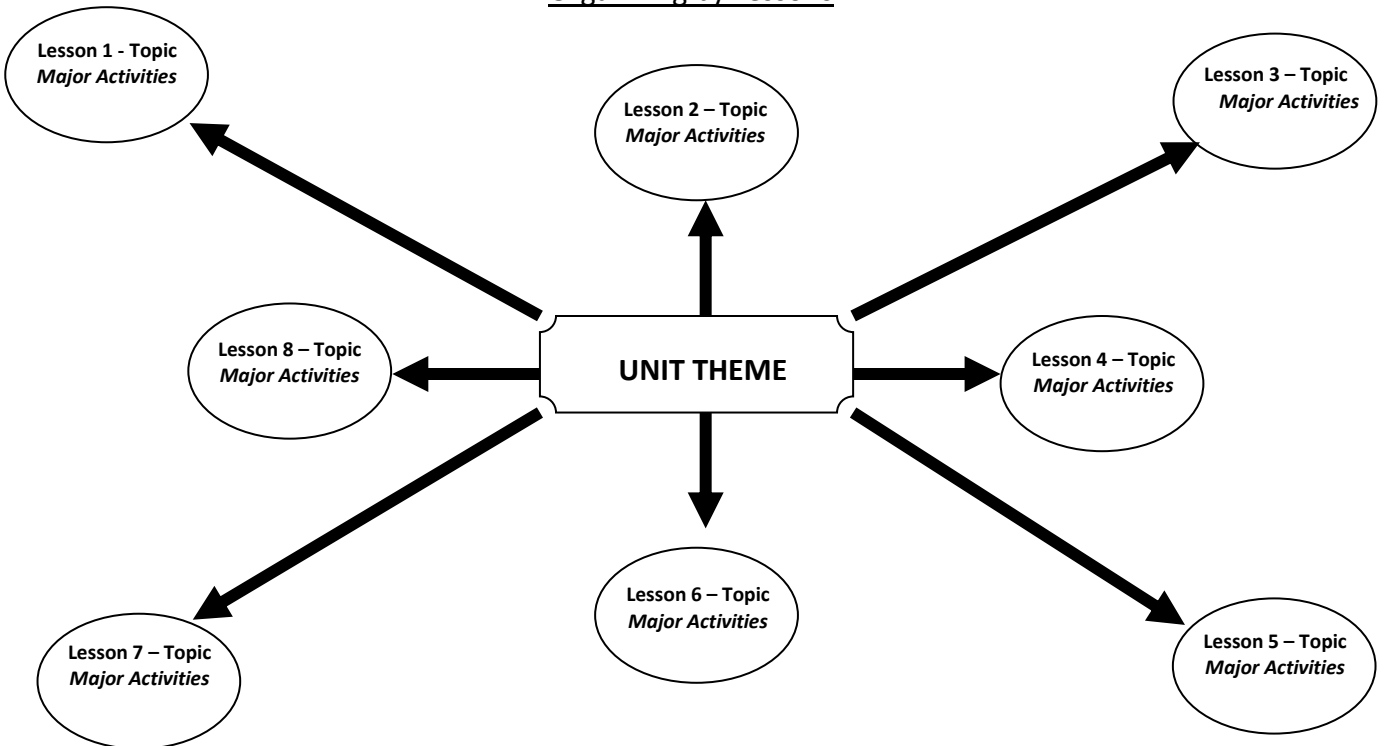 Lesson 1 - Topic
Major Activities
Lesson 2 – Topic
Major Activities
Lesson 3 – Topic
Major Activities
Lesson 8 – Topic
Major Activities
UNIT THEME
Lesson 4 – Topic
Major Activities
Lesson 6 – Topic
Major Activities
Lesson 7 – Topic
Major Activities
Lesson 5 – Topic
Major Activities